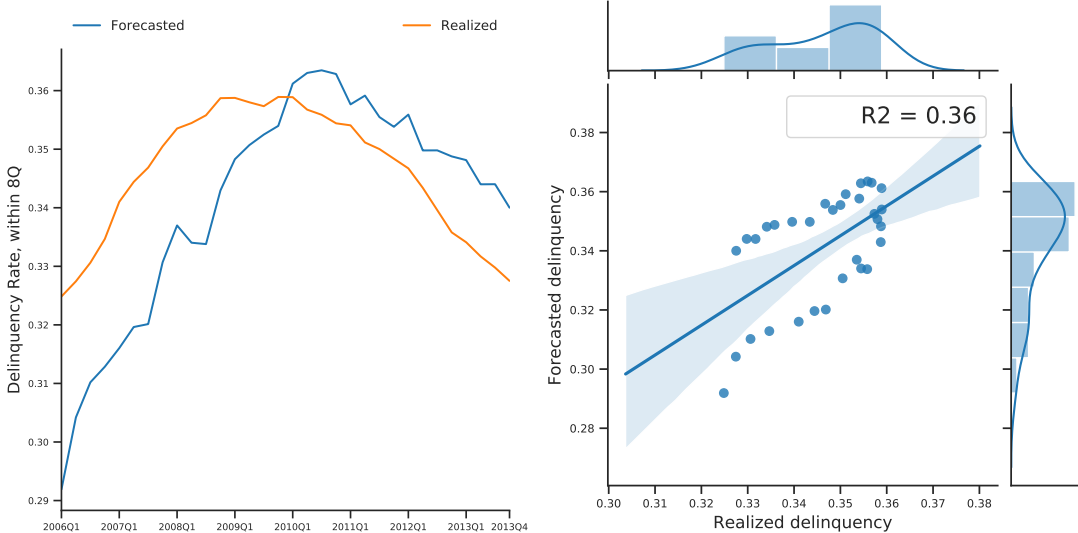 Forecasted Realized
Delinquency Rate, within 8Q
0.36
0.35
0.34
0.33
0.32
0.31
0.30
0.29
2006Q1 2007Q1 2008Q1 2009Q1 2010Q1 2011Q1 2012Q1 2013Q1 2013Q4
R2 = 0.36
Forecasted delinquency
0.38
0.36
0.34
0.32
0.30
0.28
0.30 0.31 0.32 0.33 0.34 0.35 0.36 0.37 0.38
Realized delinquency